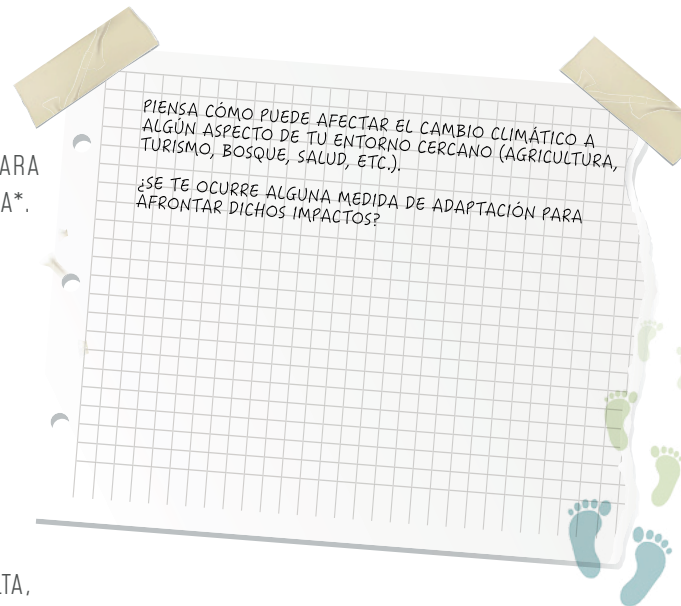 ARA
A*.
PIENSA CÓMO PUEDE AFECTAR EL CAMBIO CLIMÁTICO A
ALGÚN ASPECTO DE TU ENTORNO CERCANO (AGRICULTURA,
TURISMO, BOSQUE, SALUD, ETC.).
¿SE TE OCURRE ALGUNA MEDIDA DE ADAPTACIÓN PARA
AFRONTAR DICHOS IMPACTOS?
LTA,